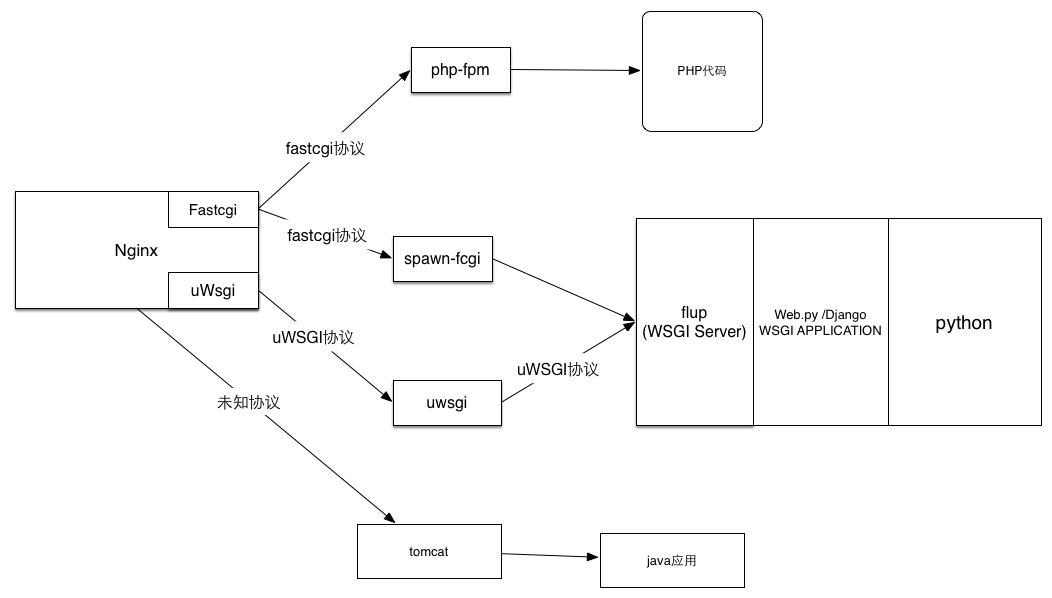 php-fpm
PHP代码
fastcgi协议
Fastcgi
Nginx
fastcgi协议
spawn-fcgi
uWsgi
flup
(WSGI Server)
Web.py /Django
WSGI APPLICATION
python
uWSGI协议
uWSGI协议
uwsgi
未知协议
tomcat
java应用